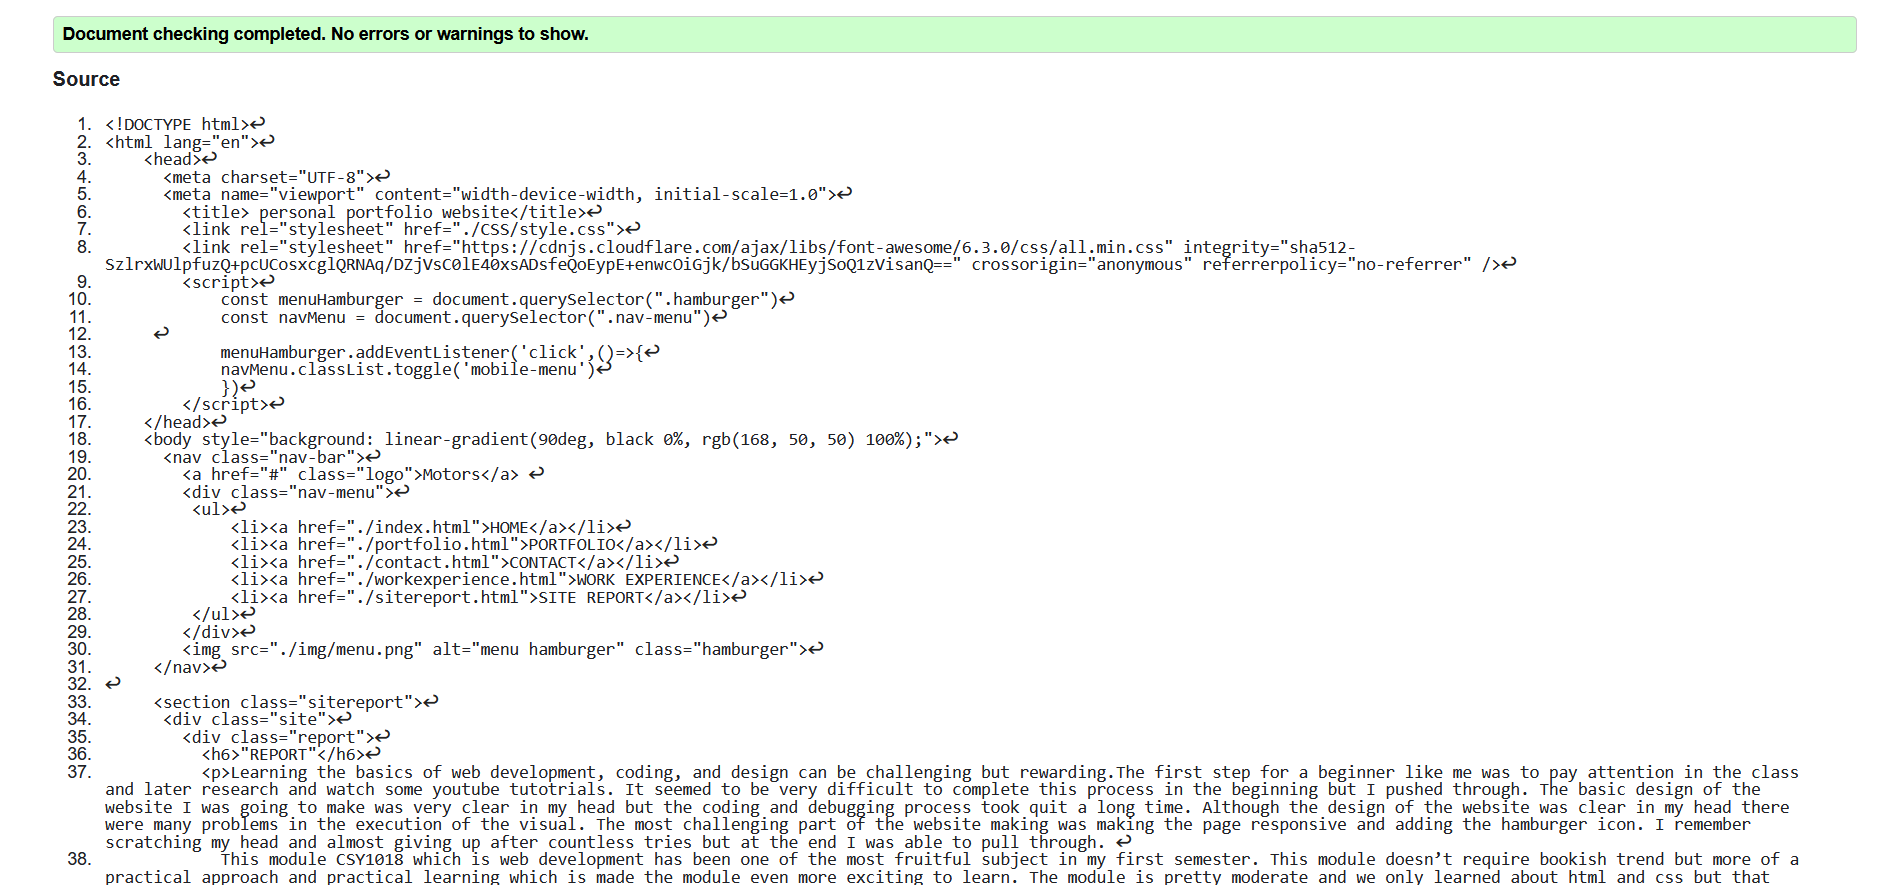 Document checking completed. No errors or warnings to show.
Source
1. <!DOCTYPE html>↩
2. <html lang="en">↩
3. <head>↩
4. <meta charset="UTF-8">↩
5. <meta name="viewport" content="width-device-width, initial-scale=1.0">↩
6. <title> personal portfolio website</title>↩
7. <link rel="stylesheet" href="./CSS/style.css">↩
8. <link rel="stylesheet" href="https://cdnjs.cloudflare.com/ajax/libs/font-awesome/6.3.0/css/all.min.css" integrity="sha512-
SzlrxWUlpfuzQ+pcUCosxcglQRNAq/DZjVsC0lE40xsADsfeQoEypE+enwcOiGjk/bSuGGKHEyjSoQ1zVisanQ==" crossorigin="anonymous" referrerpolicy="no-referrer" />↩
9. <script>↩
10. const menuHamburger = document.querySelector(".hamburger")↩
11. const navMenu = document.querySelector(".nav-menu")↩
12. ↩
13. menuHamburger.addEventListener('click',()=>{↩
14. navMenu.classList.toggle('mobile-menu')↩
15. })↩
16. </script>↩
17. </head>↩
18. <body style="background: linear-gradient(90deg, black 0%, rgb(168, 50, 50) 100%);">↩
19. <nav class="nav-bar">↩
20. <a href="#" class="logo">Motors</a> ↩
21. <div class="nav-menu">↩
22. <ul>↩
23. <li><a href="./index.html">HOME</a></li>↩
24. <li><a href="./portfolio.html">PORTFOLIO</a></li>↩
25. <li><a href="./contact.html">CONTACT</a></li>↩
26. <li><a href="./workexperience.html">WORK EXPERIENCE</a></li>↩
27. <li><a href="./sitereport.html">SITE REPORT</a></li>↩
28. </ul>↩
29. </div>↩
30. <img src="./img/menu.png" alt="menu hamburger" class="hamburger">↩
31. </nav>↩
32. ↩
33. <section class="sitereport">↩
34. <div class="site">↩
35. <div class="report">↩
36. <h6>"REPORT"</h6>↩
37. <p>Learning the basics of web development, coding, and design can be challenging but rewarding.The first step for a beginner like me was to pay attention in the class
and later research and watch some youtube tutotrials. It seemed to be very difficult to complete this process in the beginning but I pushed through. The basic design of the
website I was going to make was very clear in my head but the coding and debugging process took quit a long time. Although the design of the website was clear in my head there
were many problems in the execution of the visual. The most challenging part of the website making was making the page responsive and adding the hamburger icon. I remember
scratching my head and almost giving up after countless tries but at the end I was able to pull through. ↩
38. This module CSY1018 which is web development has been one of the most fruitful subject in my first semester. This module doesn’t require bookish trend but more of a
practical approach and practical learning which is made the module even more exciting to learn. The module is pretty moderate and we only learned about html and css but that